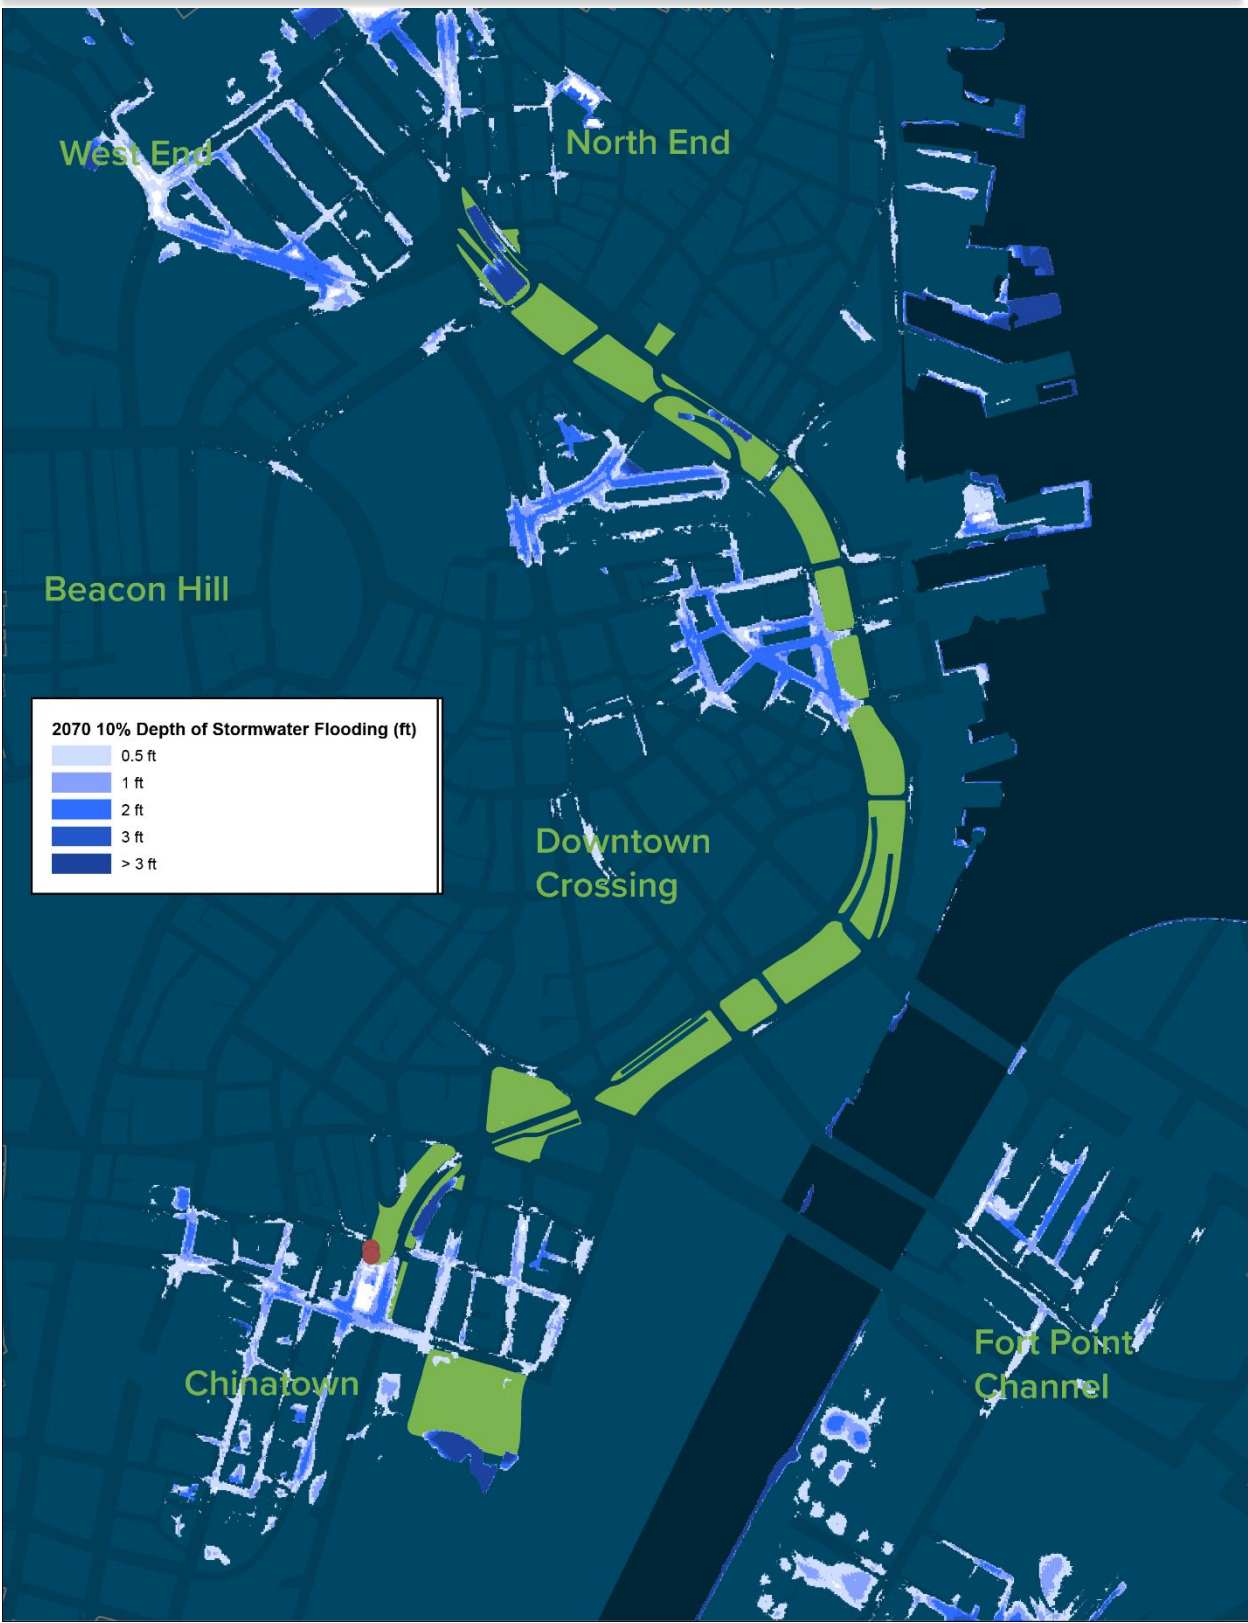 West End
North End
Beacon Hill
2070 10% Depth of Stormwater Flooding (ft)
0.5 ft
1 ft
2 ft
3 ft
> 3 ft
Downtown
Crossing
Chinatown
Fort Point
Channel